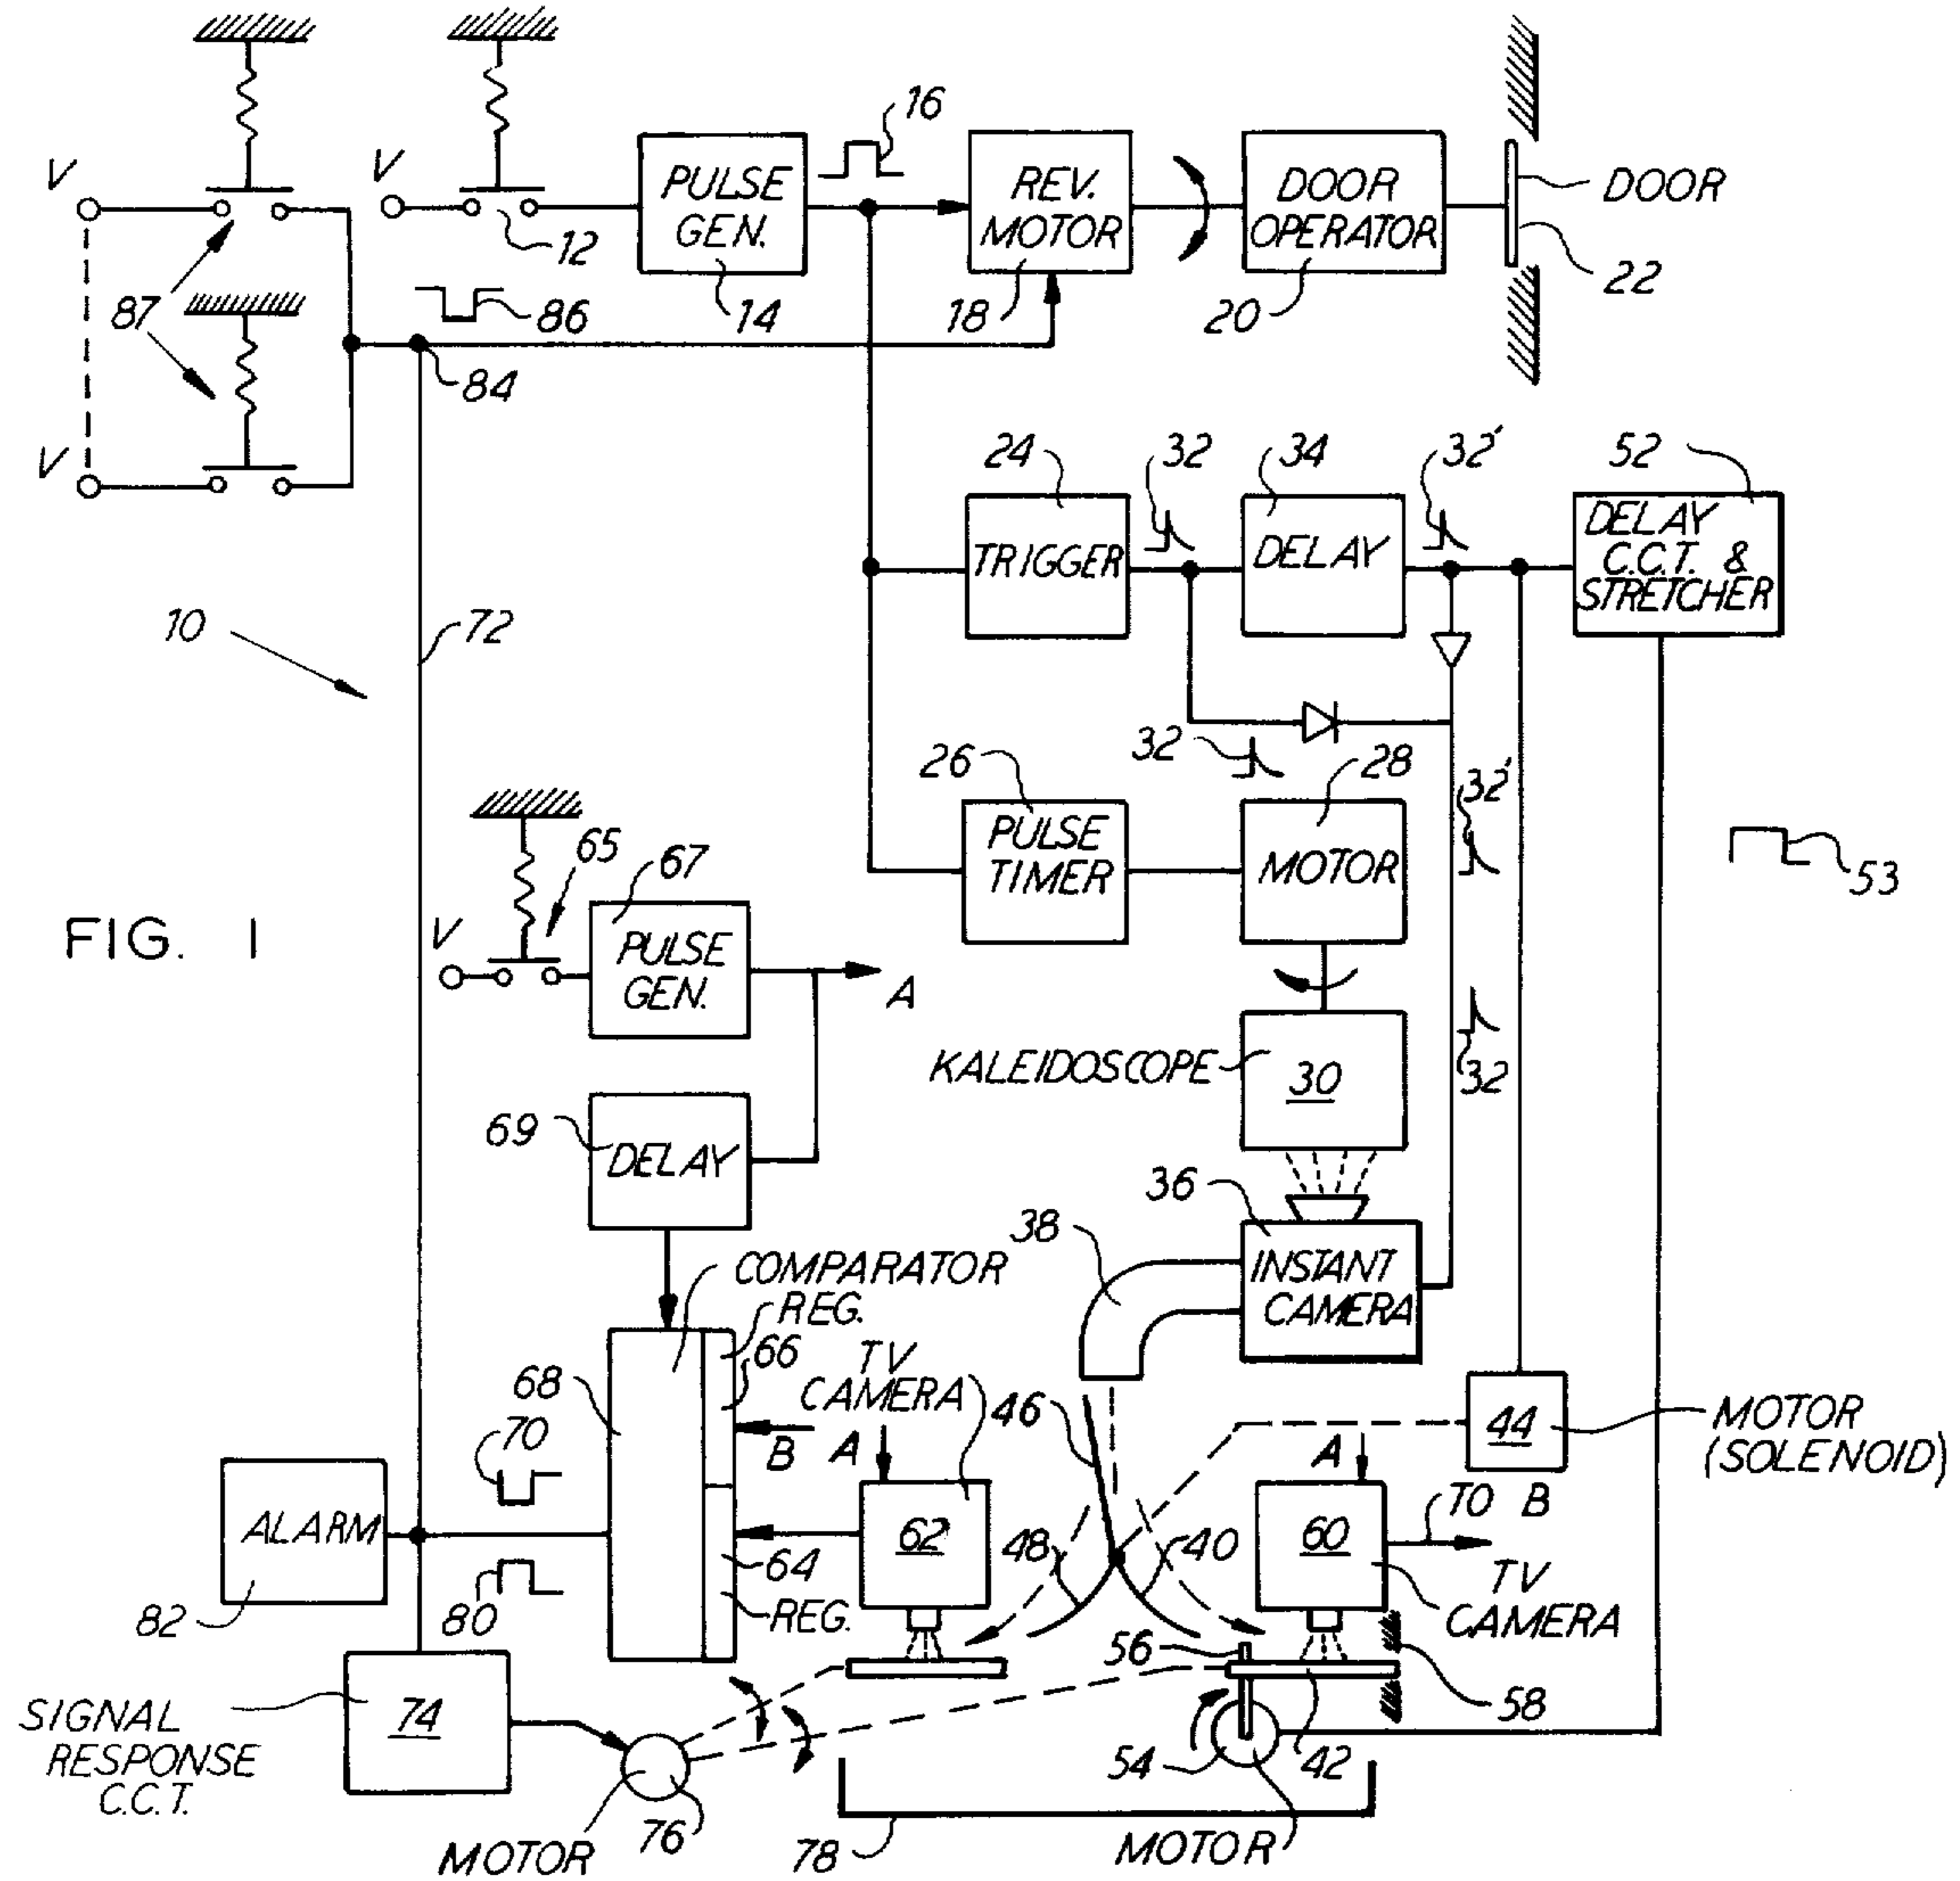 16
V
V
PULSE
GEN.
REV.
MOTOR
DOOR
OPERATOR
DOOR
12
87
86
14
18
20
22
84
V
24
32
34
32'
52
TRIGGER
DELAY
DELAY
C.C.T. &
STRETCHER
10
72
32
26
28
32'
PULSE
TIMER
MOTOR
53
65
67
FIG. 1
V
PULSE
GEN.
A
KALEIDOSCOPE
30
32
69
DELAY
36
38
INSTANT
CAMERA
COMPARATOR
REG.
66
TV
CAMERA
68
46
44
MOTOR
(SOLENOID)
70
B
A
A
TO B
ALARM
62
60
48
40
64
TV
CAMERA
82
80
REG.
56
58
SIGNAL
RESPONSE
C.C.T.
74
54
42
MOTOR
76
78
MOTOR